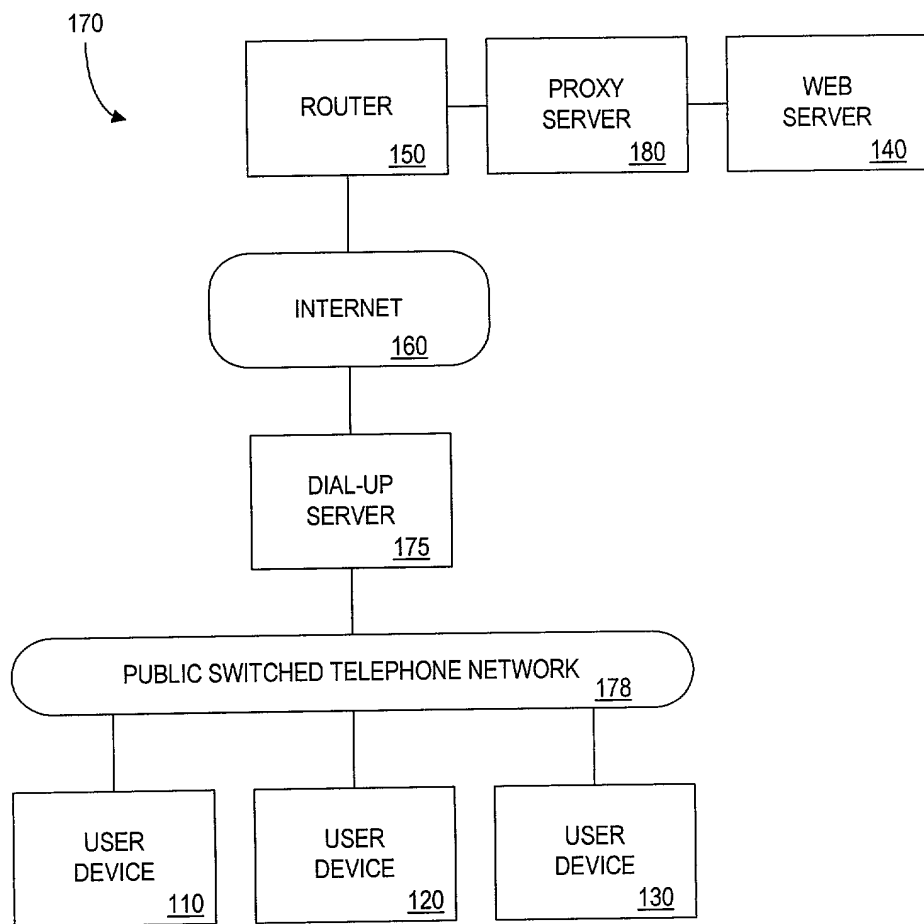 170
ROUTER
150
PROXY
SERVER
180
WEB
SERVER
140
INTERNET
160
DIAL-UP
SERVER
175
PUBLIC SWITCHED TELEPHONE NETWORK
178
USER
DEVICE
110
USER
DEVICE
120
USER
DEVICE
130